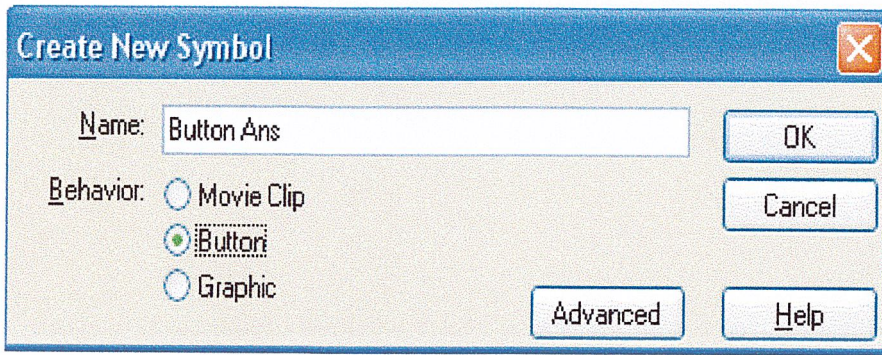 Create New Symbol
Name: Button Ans
OK
Behavior: Movie Clip
Cancel
Button
Graphic
Advanced
Help